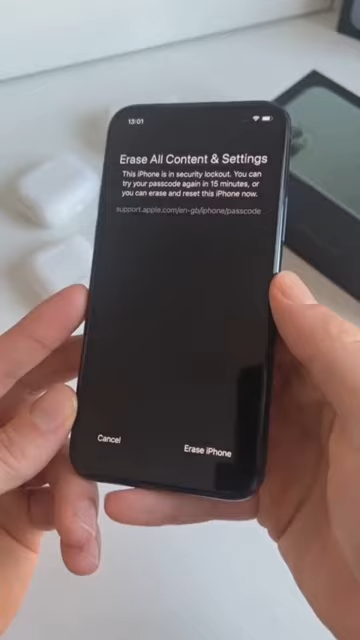 13:01
Erase All Content & Settings
This iPhone is in security lockout. You can
try your passcode again in 15 minutes, or
you can erase and reset this iPhone now.
support.apple.com/en-gb/iphone/passcode
Cancel
Erase iPhone